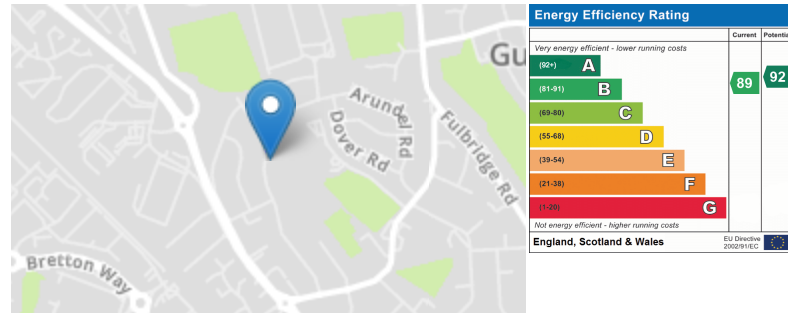 Gu
Arundel Rd
Dover Rd
Fulbridge Rd
Bretton Way
Energy Efficiency Rating
Current Potentia
Very energy efficient - lower running costs
(92+) A
(81-91) B
89
92
(69-80) C
(55-68) D
(39-54) E
(21-38) F
(1-20) G
Not energy efficient - higher running costs
England, Scotland & Wales
EU Directive
2002/91/EC